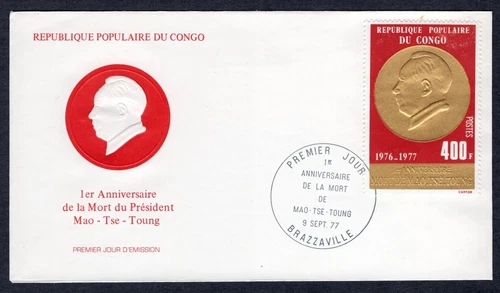 REPUBLIQUE POPULAIRE DU CONGO
1er Anniversaire
de la Mort du Président
Mao - Tse - Toung
PREMIER JOUR D'EMISSION
PREMIER JOUR
1er
ANNIVERSAIRE
DE LA MORT
DE
MAO-TSE-TOUNG
9 SEPT. 77
BRAZZAVILLE
REPUBLIQUE POPULAIRE
DU CONGO
POSTES
1976-1977
400F
ANNIVERSAIRE